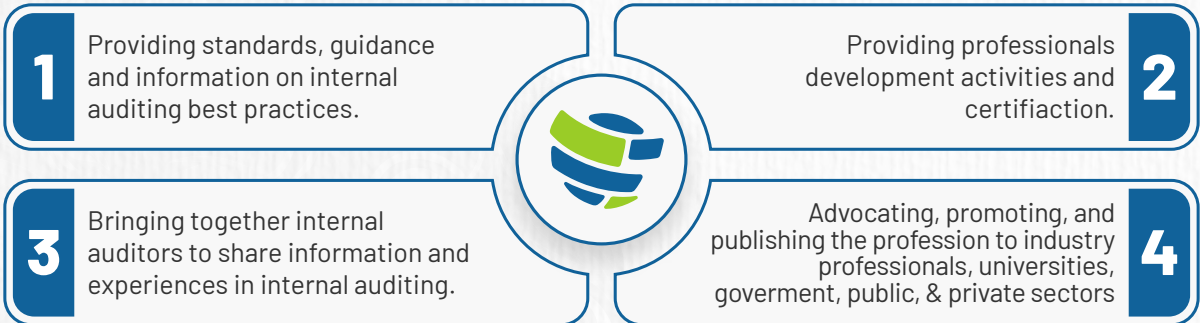 1
Providing standards, guidance
and information on internal
auditing best practices.
2
Providing professionals
development activities and
certifiaction.
3
Bringing together internal
auditors to share information and
experiences in internal auditing.
4
Advocating, promoting, and
publishing the profession to industry
professionals, universities,
goverment, public, & private sectors